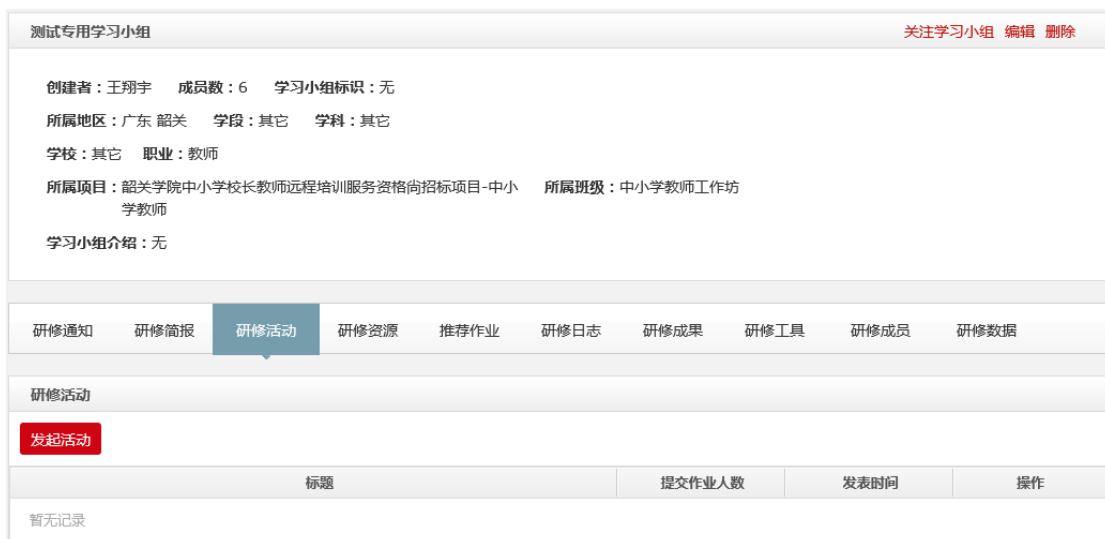 测试专用学习小组 关注学习小组 编辑 删除
创建者：王翔宇 成员数：6 学习小组标识：无
所属地区：广东 韶关 学段：其它 学科：其它
学校：其它 职业：教师
所属项目：韶关学院中小学校长教师远程培训服务资格尙招标项目-中小 所属班级：中小学教师工作坊
学教师
学习小组介绍：无
研修通知 研修简报 研修活动 研修资源 推荐作业 研修日志 研修成果 研修工具 研修成员 研修数据
研修活动
发起活动
标题 提交作业人数 发表时间 操作
暂无记录